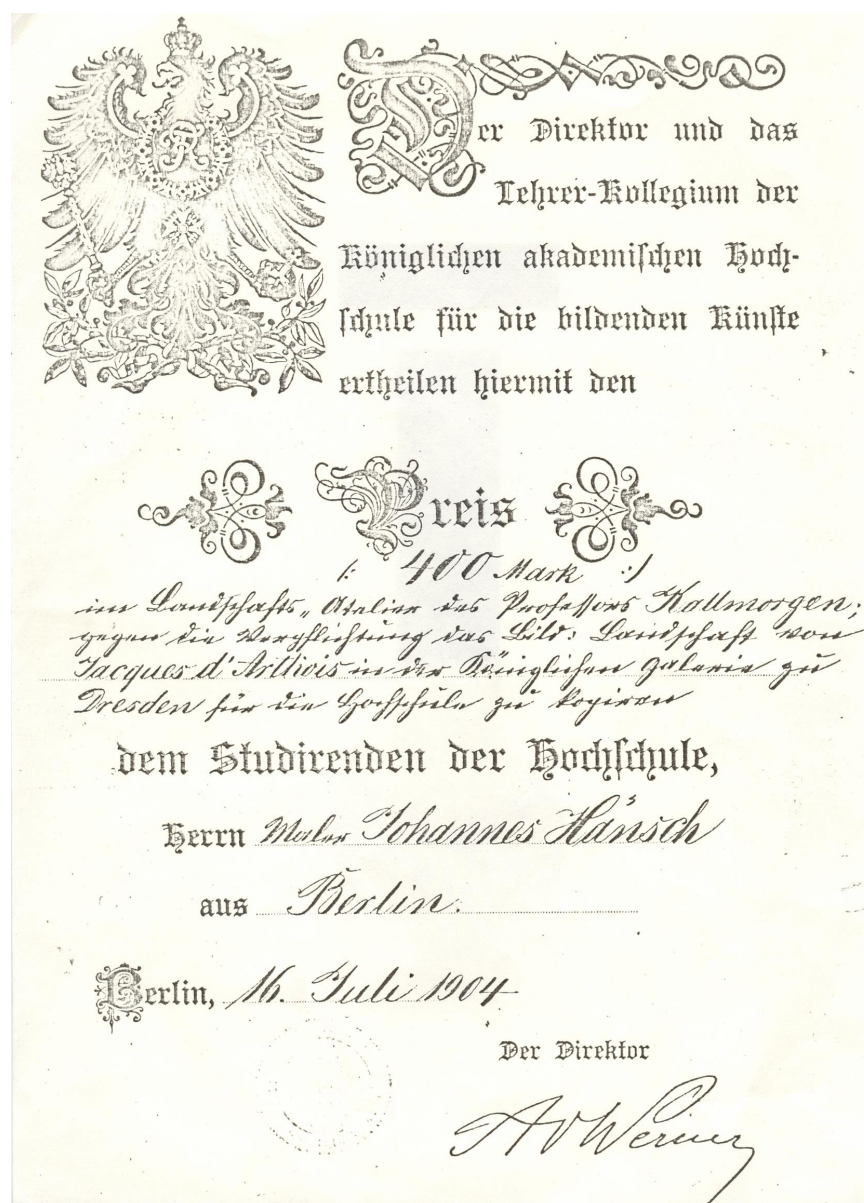 Der Direktor und das
Lehrer-Kollegium der
Königlichen akademischen Hoch-
schule für die bildenden Künste
ertheilen hiermit den
Preis
/: 400 Mark :/
im Landschafts-Atelier des Professors Kallmorgen;
gegen die Verpflichtung das Bild: Landschaft von
Jacques d'Arthois in der Königlichen Galerie zu
Dresden für die Hochschule zu kopiren
dem Studirenden der Hochschule,
Herrn Maler Johannes Hänsch
aus Berlin.
Berlin, 16. Juli 1904
Der Direktor
AvWerner